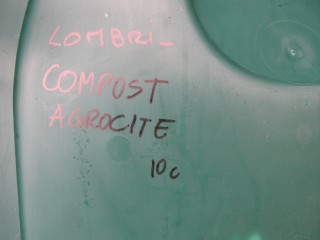 LOMBRI-
COMPOST
AGROCITE
10c